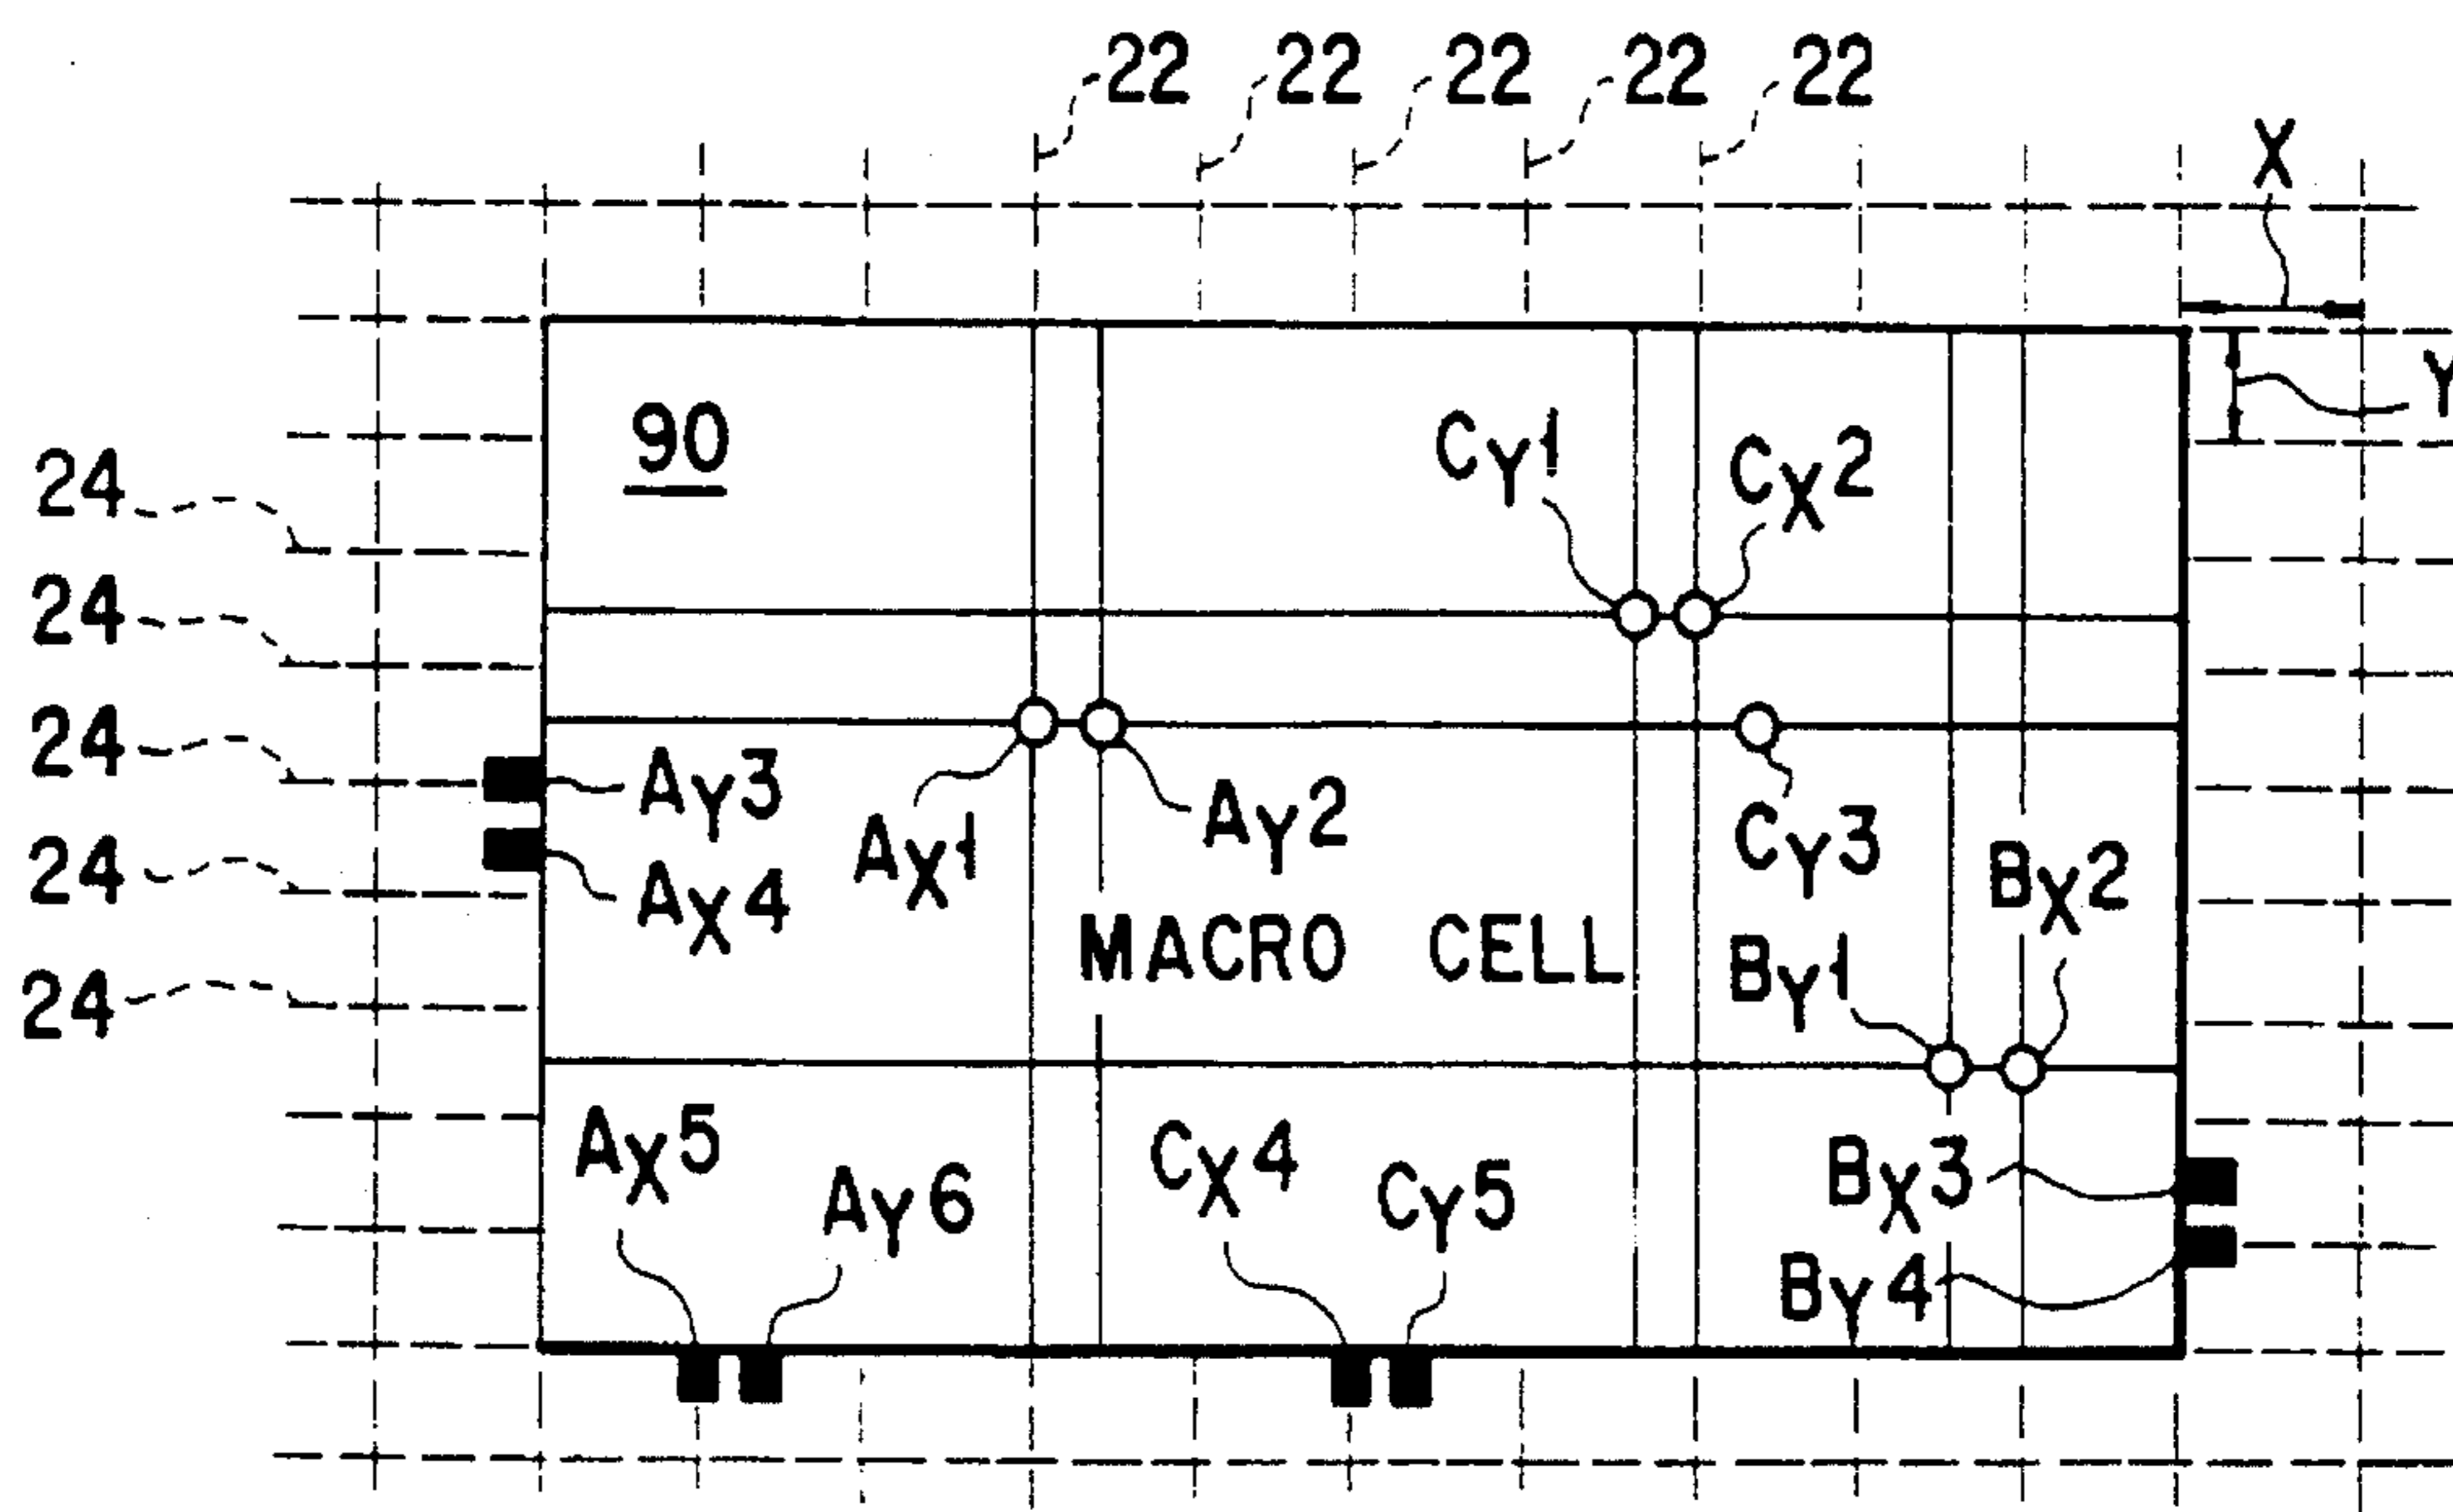 22 22 22 22 22
X
Y
90
CY1
CX2
24
24
24
24
24
AY3
AX4
AX1
AY2
CY3
BX2
MACRO CELL
BY1
AX5
AY6
CX4
CY5
BX3
BY4